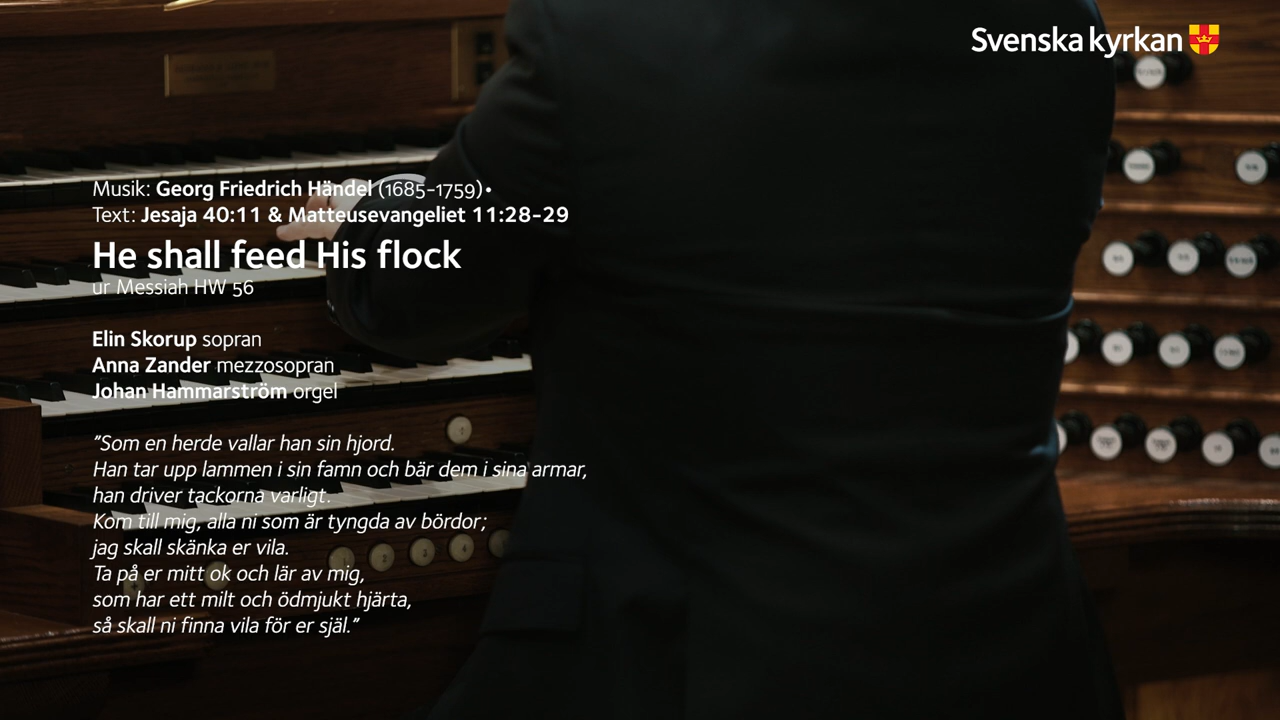 Svenska kyrkan
Musik: Georg Friedrich Händel (1685-1759)•
Text: Jesaja 40:11 & Matteusevangeliet 11:28-29
He shall feed His flock
ur Messiah HW 56
Elin Skorup sopran
Anna Zander mezzosopran
Johan Hammarström orgel
”Som en herde vallar han sin hjord.
Han tar upp lammen i sin famn och bär dem i sina armar,
han driver tackorna varligt.
Kom till mig, alla ni som är tyngda av bördor;
jag skall skänka er vila.
Ta på er mitt ok och lär av mig,
som har ett milt och ödmjukt hjärta,
så skall ni finna vila för er själ.”